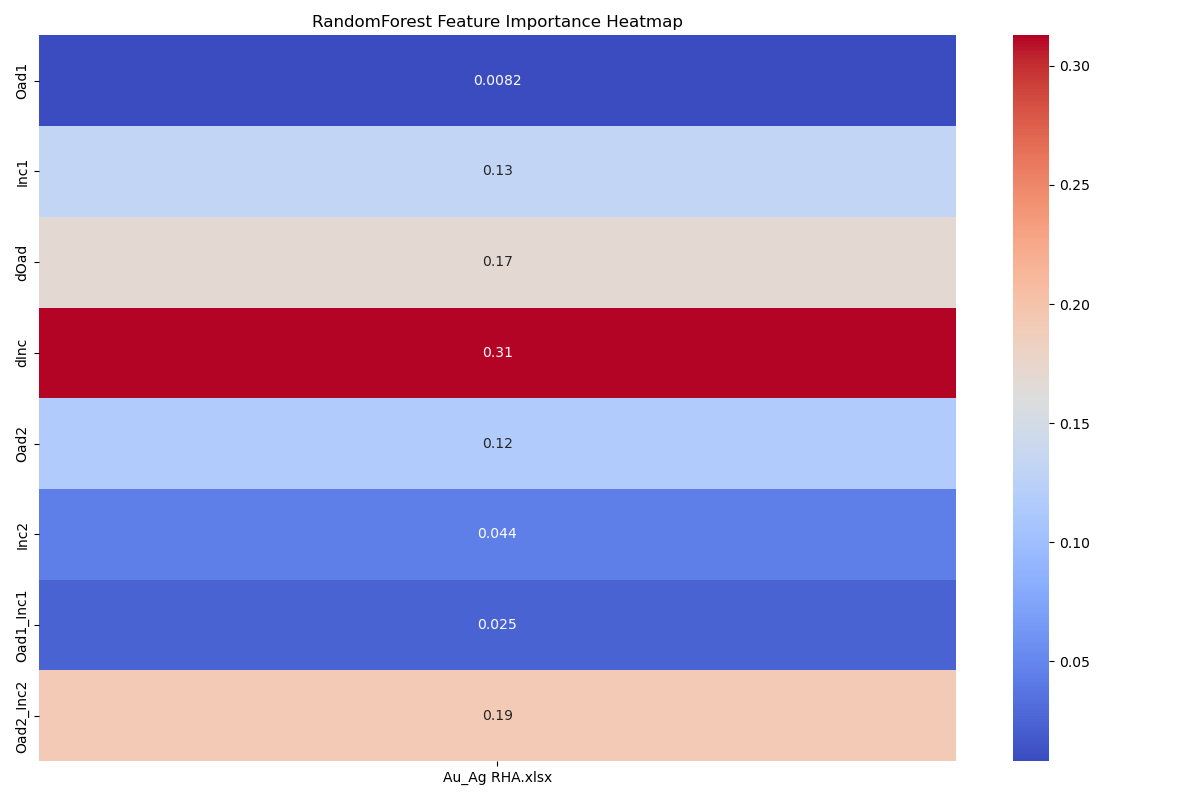 RandomForest Feature Importance Heatmap
Oad1
0.0082
Inc1
0.13
dOad
0.17
dInc
0.31
Oad2
0.12
Inc2
0.044
Oad1_Inc1
0.025
Oad2_Inc2
0.19
Au_Ag RHA.xlsx
0.30
0.25
0.20
0.15
0.10
0.05